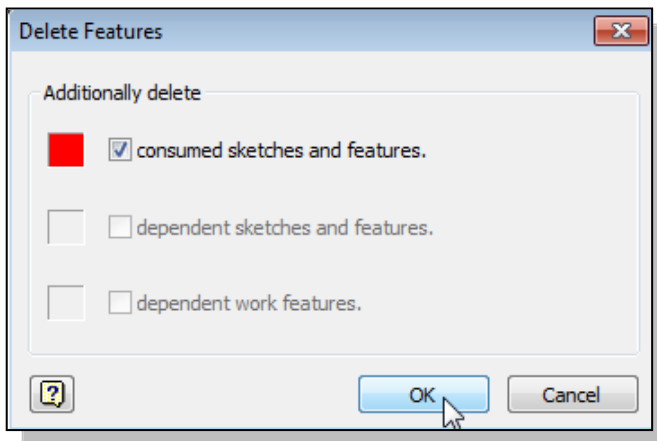 Delete Features
Additionally delete
consumed sketches and features.
dependent sketches and features.
dependent work features.
?
OK
Cancel